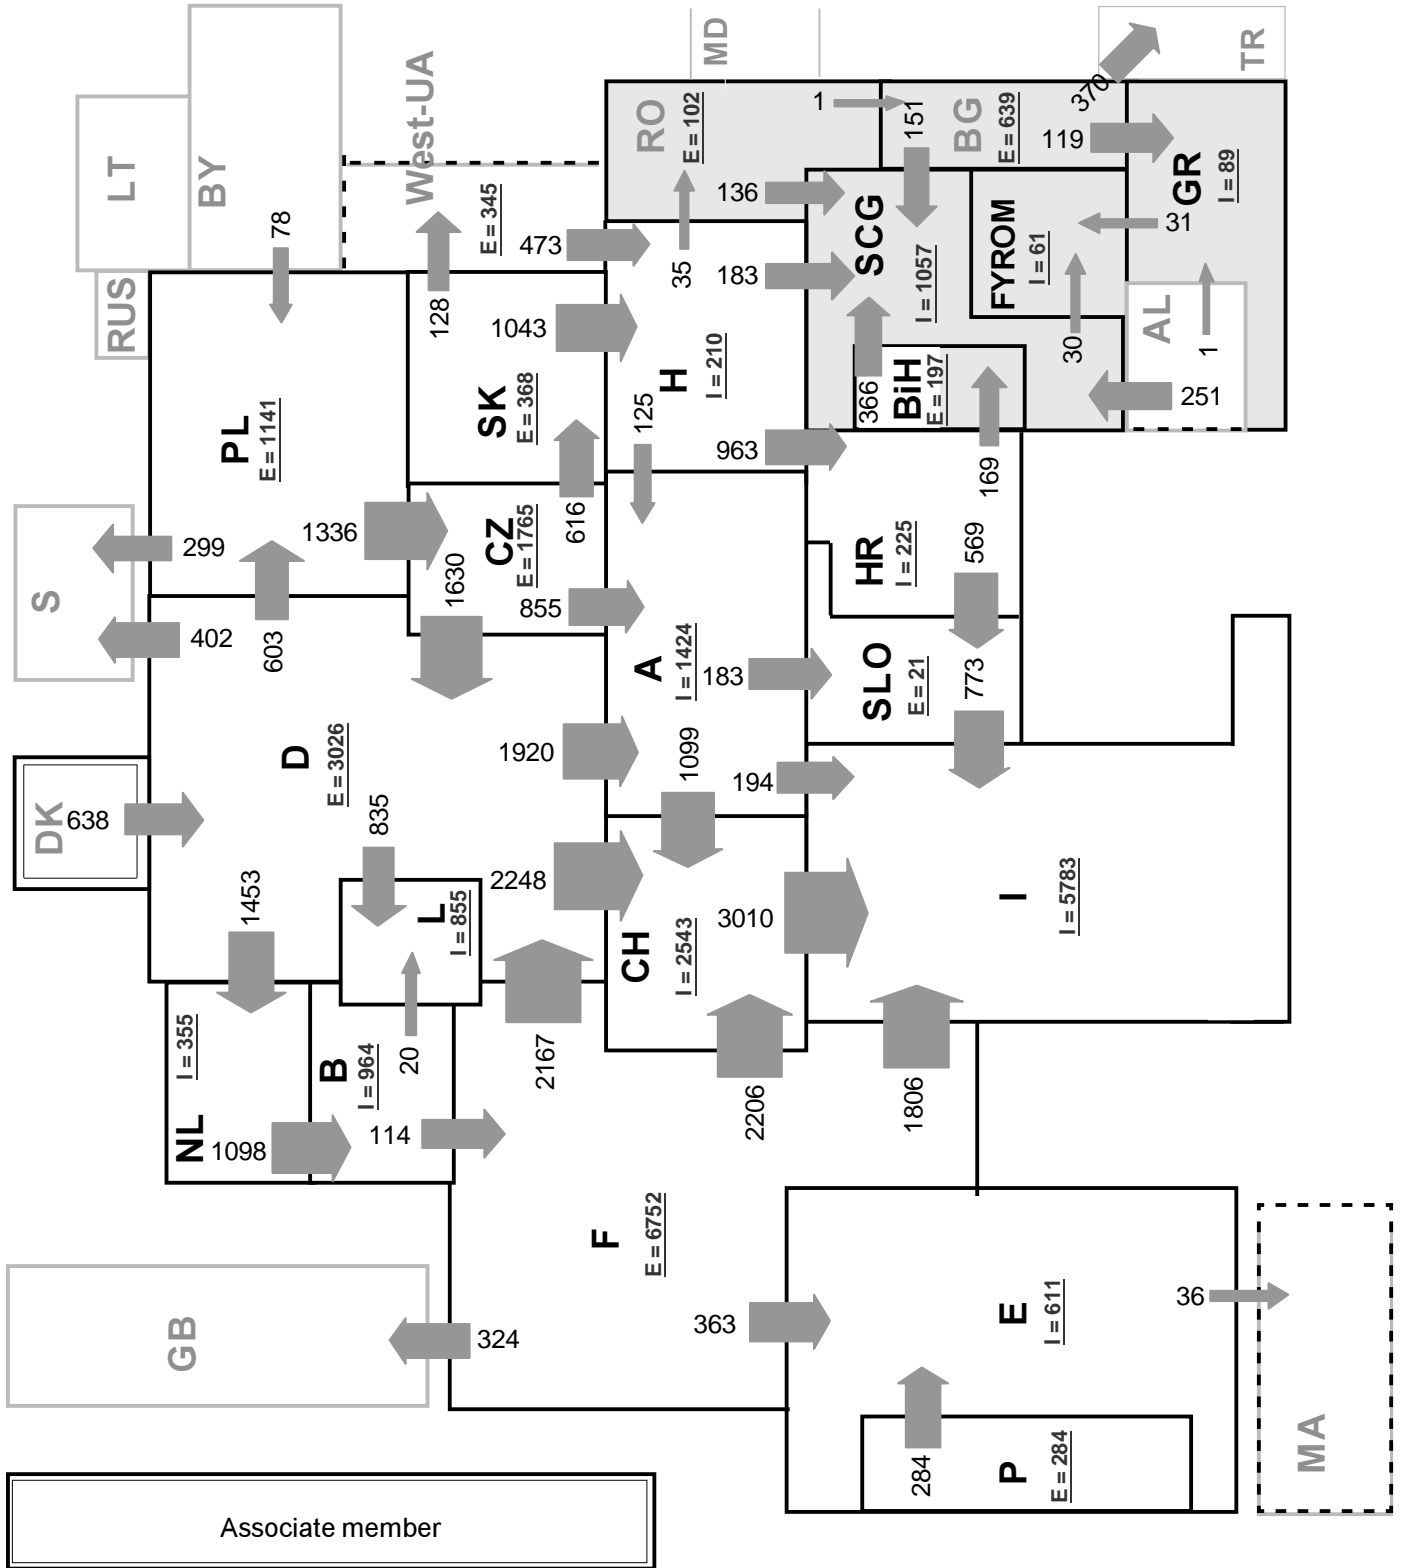 MD
TR
LT
BY
West-UA
RO
E = 102
1
151
BG
E = 639
370
119
GR
I = 89
78
E = 345
473
136
35
183
SCG
I = 1057
FYROM
I = 61
31
RUS
128
1043
SK
E = 368
H
I = 210
125
366
BiH
E = 197
30
AL
1
251
PL
E = 1141
963
169
S
299
1336
CZ
E = 1765
616
HR
I = 225
569
402
603
1630
855
A
I = 1424
183
SLO
E = 21
773
D
E = 3026
1920
1099
194
DK
638
835
1453
L
I = 855
2248
CH
I = 2543
3010
I
I = 5783
NL
I = 355
1098
B
I = 964
20
114
2167
2206
1806
F
E = 6752
GB
324
363
E
I = 611
36
284
P
E = 284
MA
Associate member